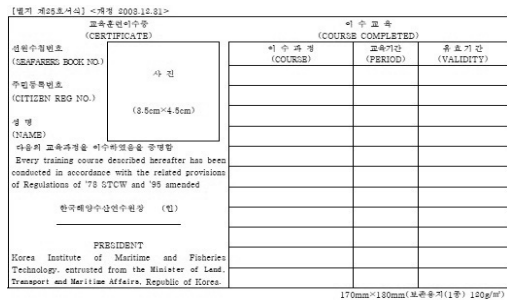 [별지 제25호서식] <개정 2003.12.31>
교육훈련이수증
(CERTIFICATE)
선원수첩번호
(SEAFARERS BOOK NO.)
주민등록번호
(CITIZEN REG NO.)
성 명
(NAME)
사 진
(3.5cm×4.5cm)
다음의 교육과정을 이수하였음을 증명함
Every training course described hereafter has been
conducted in accordance with the related provisions
of Regulations of '78 STCW and '95 amended
한국해양수산연수원장 (인)
PRESIDENT
Korea Institute of Maritime and Fisheries
Technology, entrusted from the Minister of Land,
Transport and Maritime Affairs, Republic of Korea.
이 수 교 육
(COURSE COMPLETED)
이 수 과 정
(COURSE)
교육기간
(PERIOD)
유 효 기 간
(VALIDITY)
170mm×180mm(보존용지(1종) 120g/㎡)